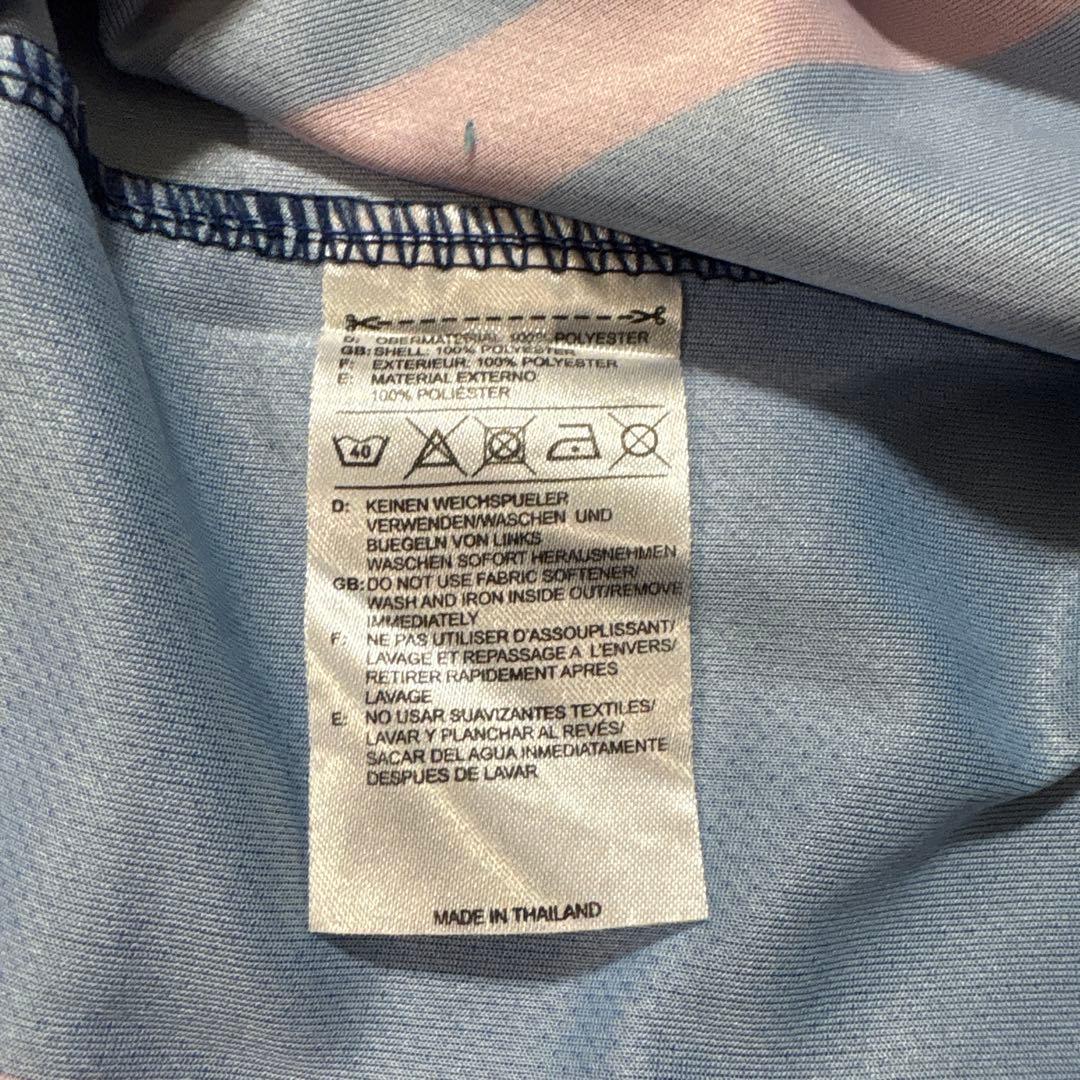 D: OBERMATERIAL 100% POLYESTER
GB: SHELL: 100% POLYESTER
F: EXTERIEUR: 100% POLYESTER
E: MATERIAL EXTERNO
100% POLIÉSTER
40
D: KEINEN WEICHSPUELER
VERWENDEN/WASCHEN UND
BUEGELN VON LINKS
WASCHEN SOFORT HERAUSNEHMEN
GB: DO NOT USE FABRIC SOFTENER/
WASH AND IRON INSIDE OUT/REMOVE
IMMEDIATELY
F: NE PAS UTILISER D'ASSOUPLISSANT/
LAVAGE ET REPASSAGE A L'ENVERS/
RETIRER RAPIDEMENT APRES
LAVAGE
E: NO USAR SUAVIZANTES TEXTILES/
LAVAR Y PLANCHAR AL REVÉS/
SACAR DEL AGUA INMEDIATAMENTE
DESPUES DE LAVAR
MADE IN THAILAND